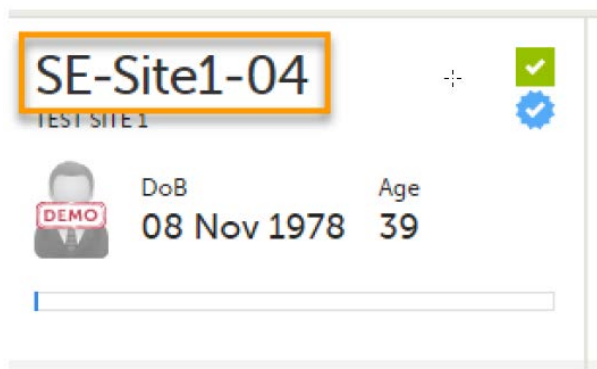 SE-Site1-04
TEST SITE 1
DoB
Age
08 Nov 1978
39
DEMO